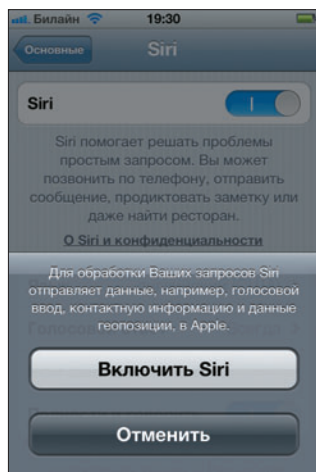 Билайн 19:30
Основные Siri
Siri
Siri помогает решать проблемы
простым запросом. Вы может
позвонить по телефону, отправить
сообщение, продиктовать заметку или
даже найти ресторан.
О Siri и конфиденциальности
Для обработки Ваших запросов Siri
отправляет данные, например, голосовой
ввод, контактную информацию и данные
геопозиции, в Apple.
Включить Siri
Отменить